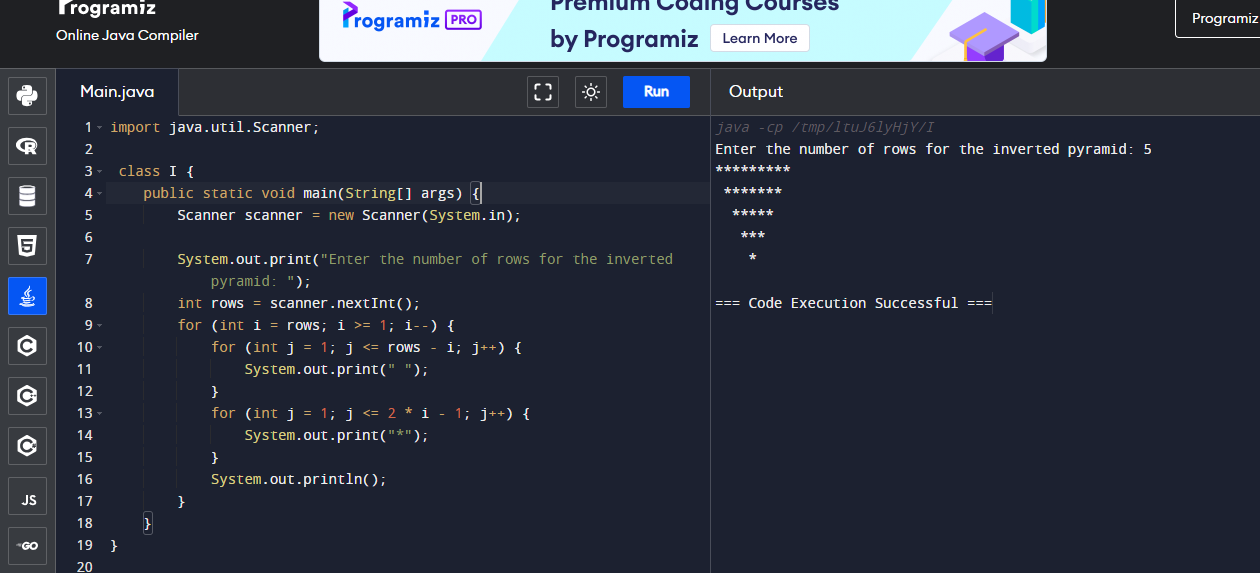 Programiz
Online Java Compiler
Programiz PRO
Premium Coding Courses
by Programiz
Learn More
Programiz
Main.java
Run
Output
1 import java.util.Scanner;
2
3 class I {
4 public static void main(String[] args) {
5 Scanner scanner = new Scanner(System.in);
6
7 System.out.print("Enter the number of rows for the inverted
pyramid: ");
8 int rows = scanner.nextInt();
9 for (int i = rows; i >= 1; i--) {
10 for (int j = 1; j <= rows - i; j++) {
11 System.out.print(" ");
12 }
13 for (int j = 1; j <= 2 * i - 1; j++) {
14 System.out.print("*");
15 }
16 System.out.println();
17 }
18 }
19 }
20
java -cp /tmp/ltuJ6lyHjY/I
Enter the number of rows for the inverted pyramid: 5
*********
 *******
  *****
   ***
    *
=== Code Execution Successful ===
R
5
C
C
C
JS
GO